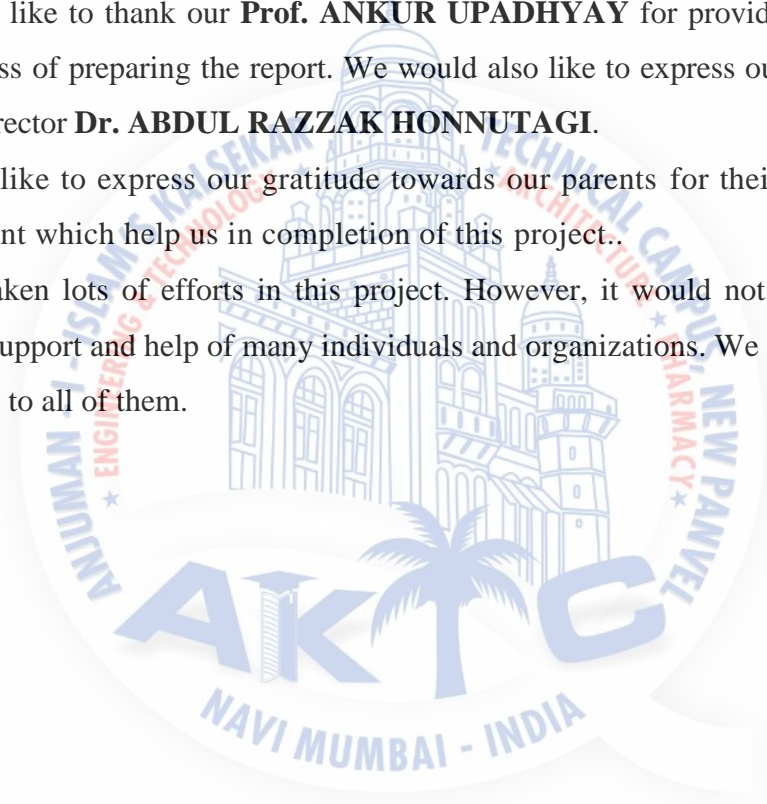 like to thank our Prof. ANKUR UPADHYAY for provid
ss of preparing the report. We would also like to express ou
rector Dr. ABDUL RAZZAK HONNUTAGI.
like to express our gratitude towards our parents for thei
nt which help us in completion of this project..
aken lots of efforts in this project. However, it would not
upport and help of many individuals and organizations. We
to all of them.
ANJUMAN - I - ISLAM'S KALSEKAR TECHNICAL CAMPUS, NEW PANVEL
ENGINEERING & TECHNOLOGY ★ ARCHITECTURE ★ PHARMACY ★
AKTC
NAVI MUMBAI - INDIA